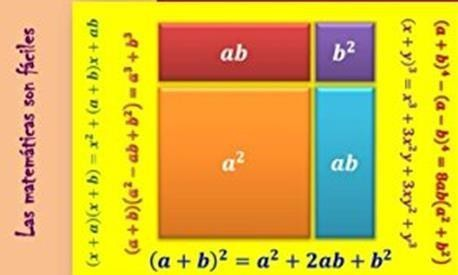 Las matemáticas son fáciles
(x + a)(x + b) = x² + (a + b)x + ab
(a + b)(a² − ab + b²) = a³ + b³
ab
b²
a²
ab
(a + b)² = a² + 2ab + b²
(x + y)³ = x³ + 3x²y + 3xy² + y³
(a + b)⁴ − (a − b)⁴ = 8ab(a² + b²)